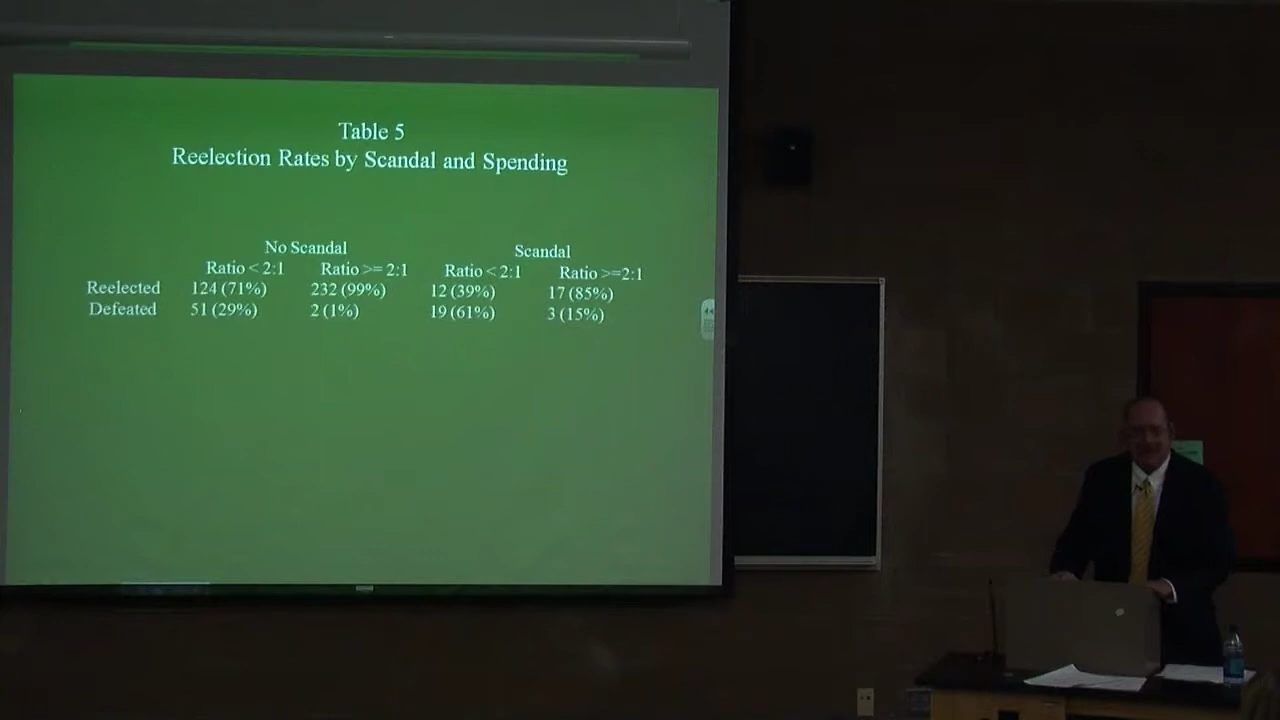 Table 5
Reelection Rates by Scandal and Spending
No Scandal Scandal
Ratio < 2:1 Ratio >= 2:1 Ratio < 2:1 Ratio >=2:1
Reelected 124 (71%) 232 (99%) 12 (39%) 17 (85%)
Defeated 51 (29%) 2 (1%) 19 (61%) 3 (15%)